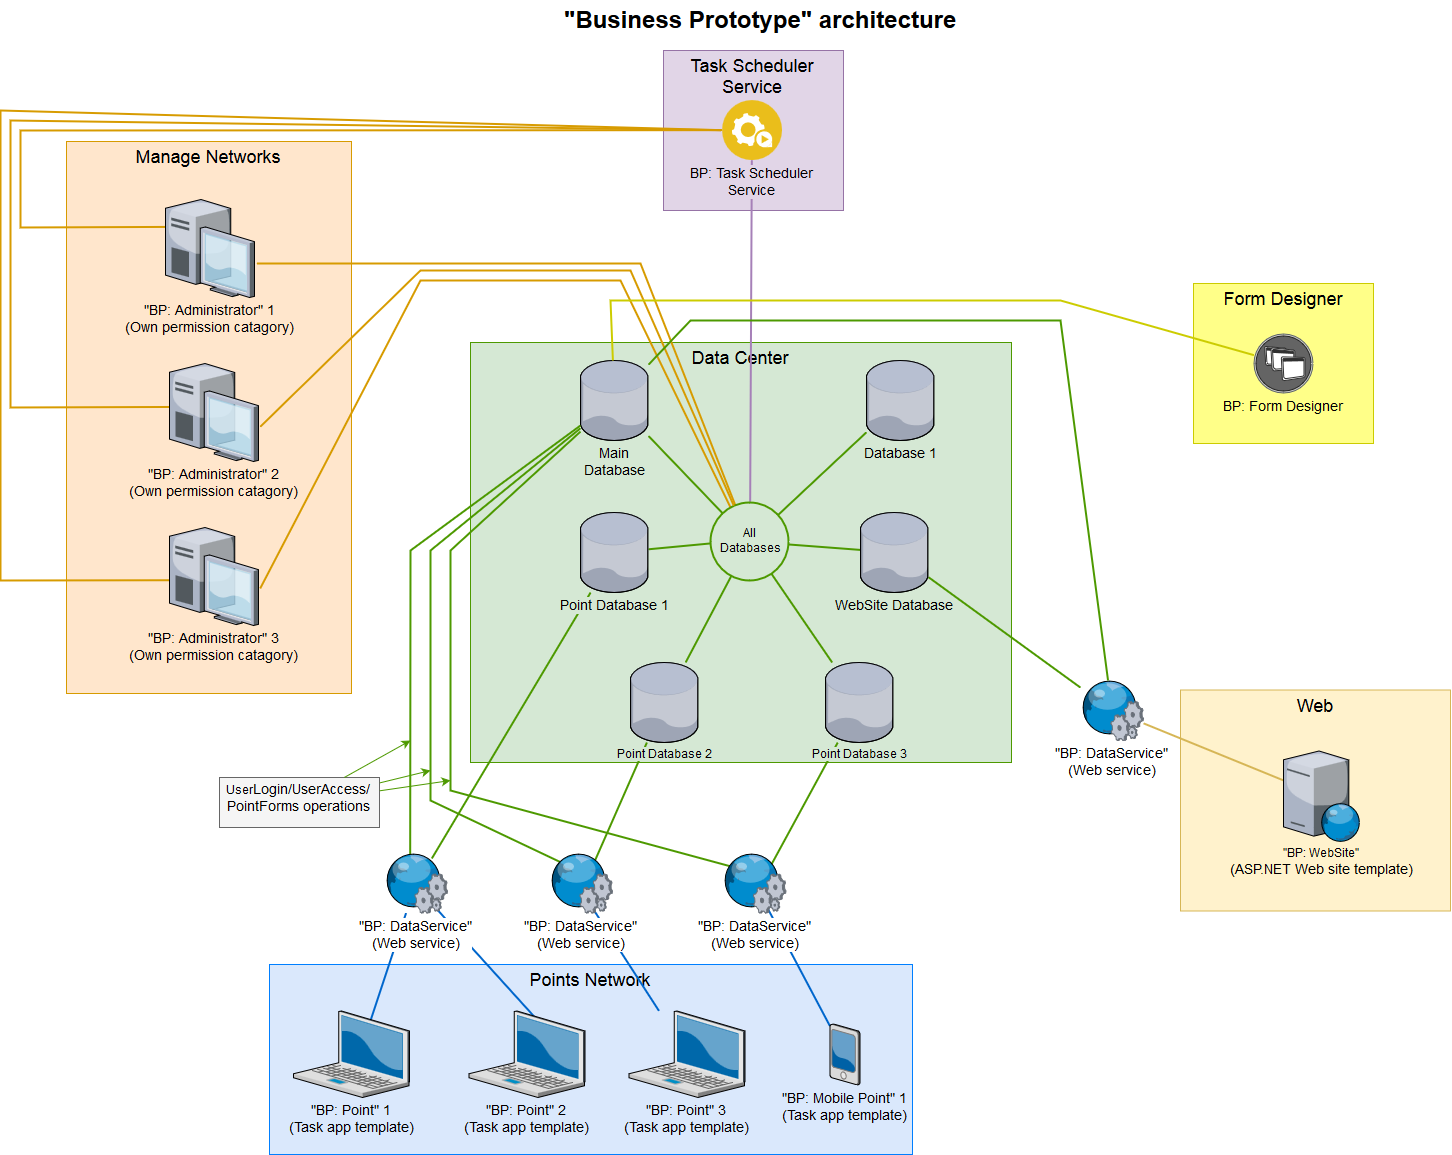 "Business Prototype" architecture
Task Scheduler
Service
BP: Task Scheduler
Service
Manage Networks
"BP: Administrator" 1
(Own permission catagory)
"BP: Administrator" 2
(Own permission catagory)
"BP: Administrator" 3
(Own permission catagory)
Form Designer
BP: Form Designer
Data Center
Main
Database
Database 1
All
Databases
Point Database 1
WebSite Database
Point Database 2
Point Database 3
UserLogin/UserAccess/
PointForms operations
"BP: DataService"
(Web service)
Web
"BP: WebSite"
(ASP.NET Web site template)
"BP: DataService"
(Web service)
"BP: DataService"
(Web service)
"BP: DataService"
(Web service)
Points Network
"BP: Point" 1
(Task app template)
"BP: Point" 2
(Task app template)
"BP: Point" 3
(Task app template)
"BP: Mobile Point" 1
(Task app template)